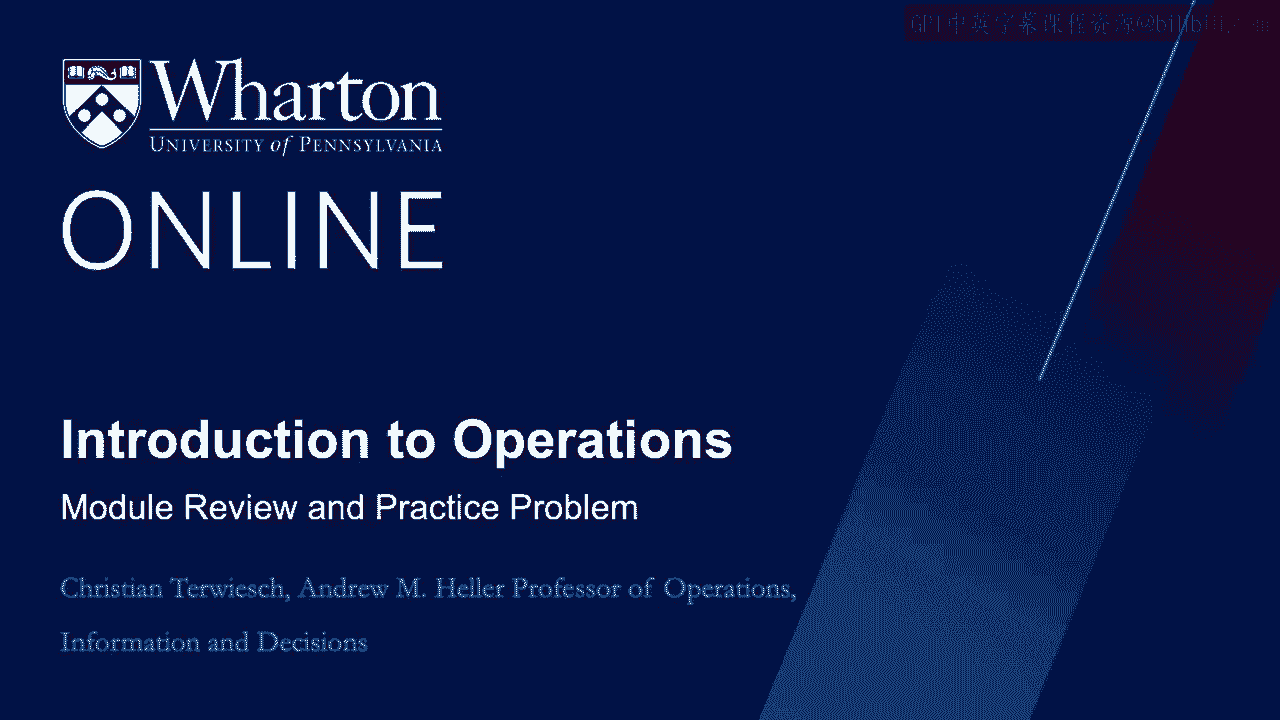 GPT中英字幕课程资源@bilibili.com
Wharton
UNIVERSITY of PENNSYLVANIA
ONLINE
Introduction to Operations
Module Review and Practice Problem
Christian Terwiesch, Andrew M. Heller Professor of Operations,
Information and Decisions